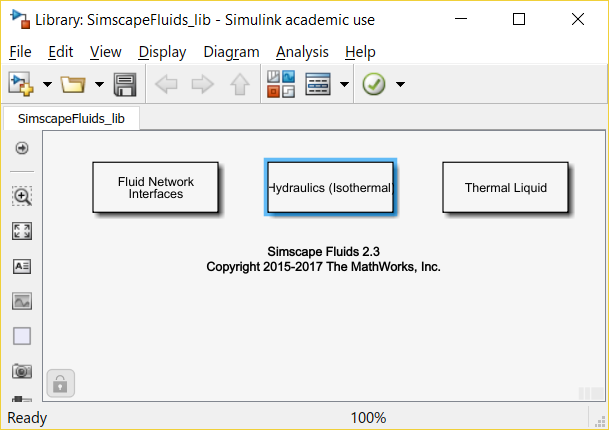 Library: SimscapeFluids_lib - Simulink academic use
File Edit View Display Diagram Analysis Help
SimscapeFluids_lib
Fluid Network
Interfaces
Hydraulics (Isothermal)
Thermal Liquid
Simscape Fluids 2.3
Copyright 2015-2017 The MathWorks, Inc.
Ready 100%